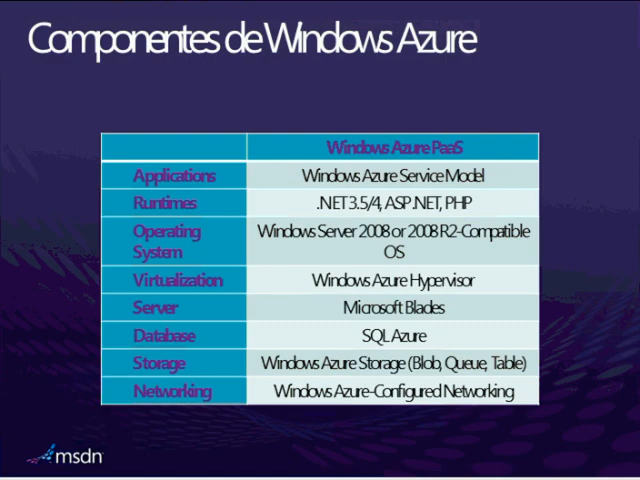 Componentes de Windows Azure
Windows Azure PaaS
Applications
Windows Azure Service Model
Runtimes
.NET 3.5/4, ASP .NET, PHP
Operating
System
Windows Server 2008 or 2008 R2-Compatible
OS
Virtualization
Windows Azure Hypervisor
Server
Microsoft Blades
Database
SQL Azure
Storage
Windows Azure Storage (Blob, Queue, Table)
Networking
Windows Azure-Configured Networking
msdn